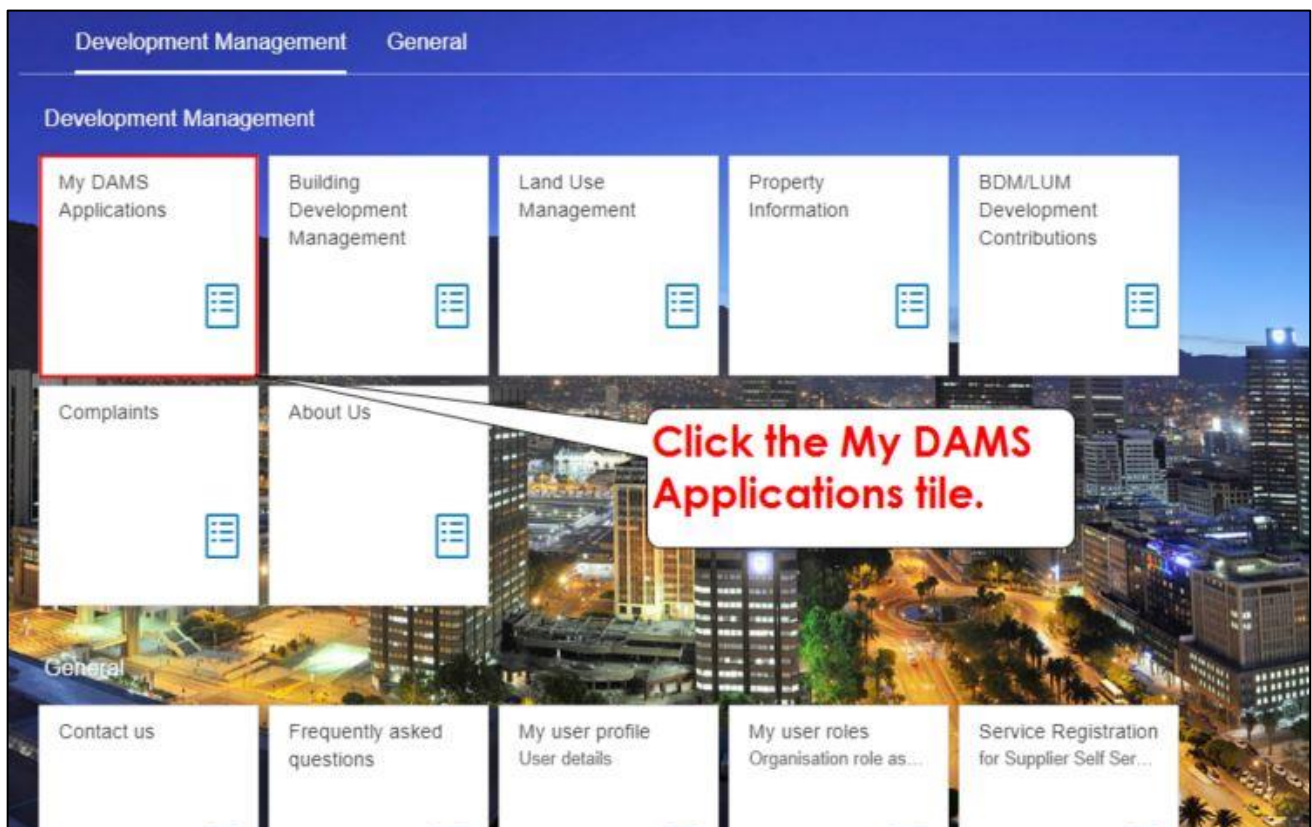 Development Management General
Development Management
My DAMS
Applications
Building
Development
Management
Land Use
Management
Property
Information
BDM/LUM
Development
Contributions
Complaints
About Us
Click the My DAMS
Applications tile.
General
Contact us
Frequently asked
questions
My user profile
User details
My user roles
Organisation role as...
Service Registration
for Supplier Self Ser...